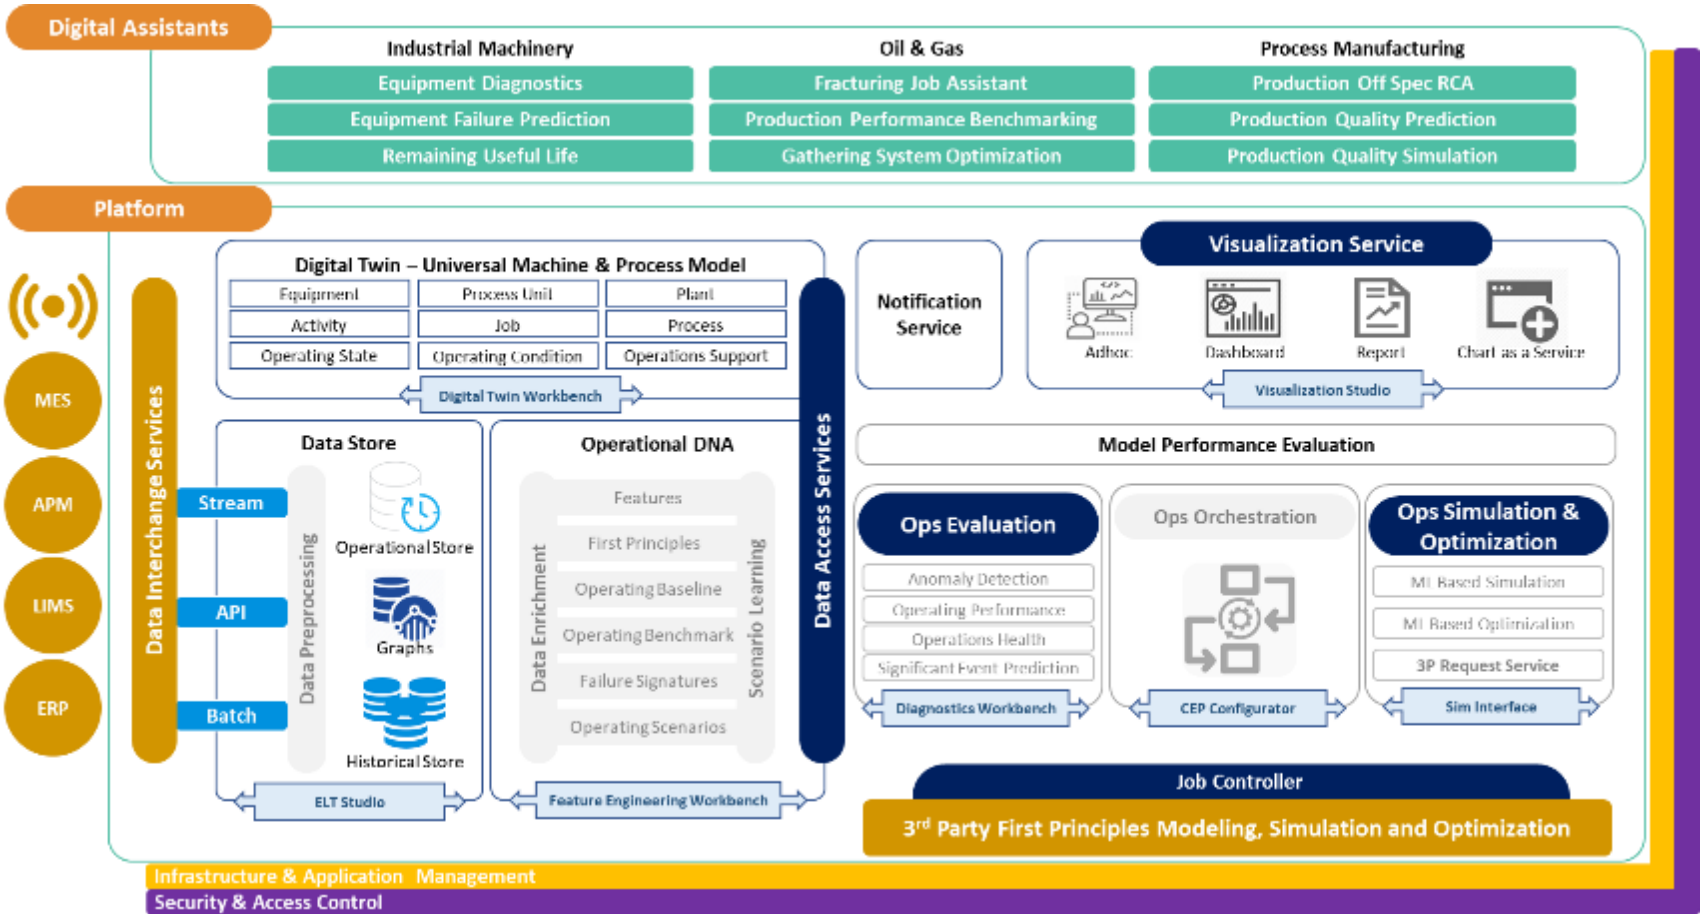 Digital Assistants
Industrial Machinery
Equipment Diagnostics
Equipment Failure Prediction
Remaining Useful Life
Oil & Gas
Fracturing Job Assistant
Production Performance Benchmarking
Gathering System Optimization
Process Manufacturing
Production Off Spec RCA
Production Quality Prediction
Production Quality Simulation
Platform
MES
APM
LIMS
ERP
Data Interchange Services
Stream
API
Batch
Digital Twin – Universal Machine & Process Model
Equipment
Process Unit
Plant
Activity
Job
Process
Operating State
Operating Condition
Operations Support
Digital Twin Workbench
Data Store
Data Preprocessing
Operational Store
Graphs
Historical Store
ELT Studio
Operational DNA
Data Enrichment
Features
First Principles
Operating Baseline
Operating Benchmark
Failure Signatures
Operating Scenarios
Scenario Learning
Feature Engineering Workbench
Data Access Services
Notification
Service
Visualization Service
Adhoc
Dashboard
Report
Chart as a Service
Visualization Studio
Model Performance Evaluation
Ops Evaluation
Anomaly Detection
Operating Performance
Operations Health
Significant Event Prediction
Diagnostics Workbench
Ops Orchestration
CEP Configurator
Ops Simulation &
Optimization
ML Based Simulation
ML Based Optimization
3P Request Service
Sim Interface
Job Controller
3rd Party First Principles Modeling, Simulation and Optimization
Infrastructure & Application Management
Security & Access Control